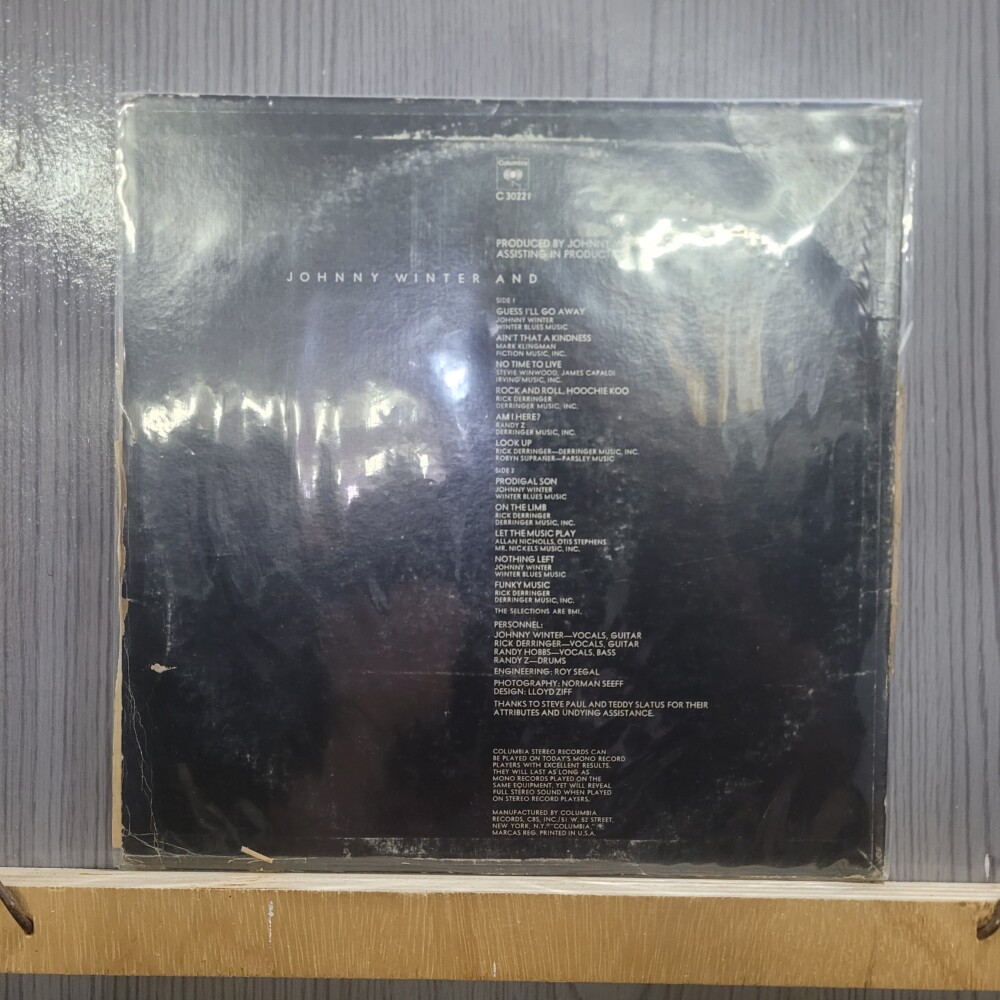 Columbia
C 30221
PRODUCED BY JOHNNY
ASSISTING IN PRODUCT
JOHNNY WINTER AND
SIDE 1
GUESS I'LL GO AWAY
JOHNNY WINTER
WINTER BLUES MUSIC
AIN'T THAT A KINDNESS
MARK KLINGMAN
FICTION MUSIC, INC.
NO TIME TO LIVE
STEVIE WINWOOD, JAMES CAPALDI
IRVING MUSIC, INC.
ROCK AND ROLL, HOOCHIE KOO
RICK DERRINGER
DERRINGER MUSIC, INC.
AM I HERE?
RANDY Z
DERRINGER MUSIC, INC.
LOOK UP
RICK DERRINGER—DERRINGER MUSIC, INC.
ROBYN SUPRANER—PARSLEY MUSIC
SIDE 2
PRODIGAL SON
JOHNNY WINTER
WINTER BLUES MUSIC
ON THE LIMB
RICK DERRINGER
DERRINGER MUSIC, INC.
LET THE MUSIC PLAY
ALLAN NICHOLLS, OTIS STEPHENS
MR. NICKELS MUSIC, INC.
NOTHING LEFT
JOHNNY WINTER
WINTER BLUES MUSIC
FUNKY MUSIC
RICK DERRINGER
DERRINGER MUSIC, INC.
THE SELECTIONS ARE BMI.
PERSONNEL:
JOHNNY WINTER—VOCALS, GUITAR
RICK DERRINGER—VOCALS, GUITAR
RANDY HOBBS—VOCALS, BASS
RANDY Z—DRUMS
ENGINEERING: ROY SEGAL
PHOTOGRAPHY: NORMAN SEEFF
DESIGN: LLOYD ZIFF
THANKS TO STEVE PAUL AND TEDDY SLATUS FOR THEIR
ATTRIBUTES AND UNDYING ASSISTANCE.
COLUMBIA STEREO RECORDS CAN
BE PLAYED ON TODAY'S MONO RECORD
PLAYERS WITH EXCELLENT RESULTS.
THEY WILL LAST AS LONG AS
MONO RECORDS PLAYED ON THE
SAME EQUIPMENT, YET WILL REVEAL
FULL STEREO SOUND WHEN PLAYED
ON STEREO RECORD PLAYERS.
MANUFACTURED BY COLUMBIA
RECORDS, CBS, INC./51 W. 52 STREET,
NEW YORK, N.Y. ® "COLUMBIA,"
MARCAS REG. PRINTED IN U.S.A.